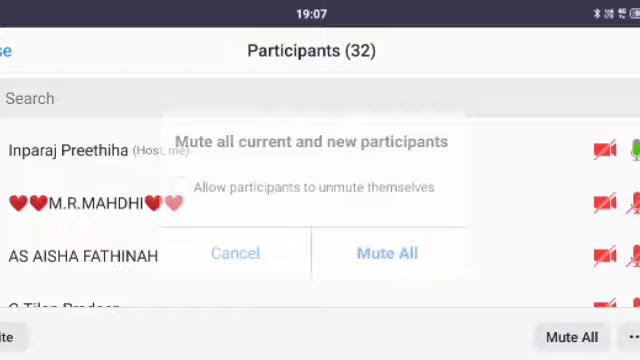 19:07
se
Participants (32)
Search
Inparaj Preethiha (Host, me)
Mute all current and new participants
Allow participants to unmute themselves
❤️❤️M.R.MAHDHI❤️❤️
AS AISHA FATHINAH
Cancel
Mute All
ite
Mute All